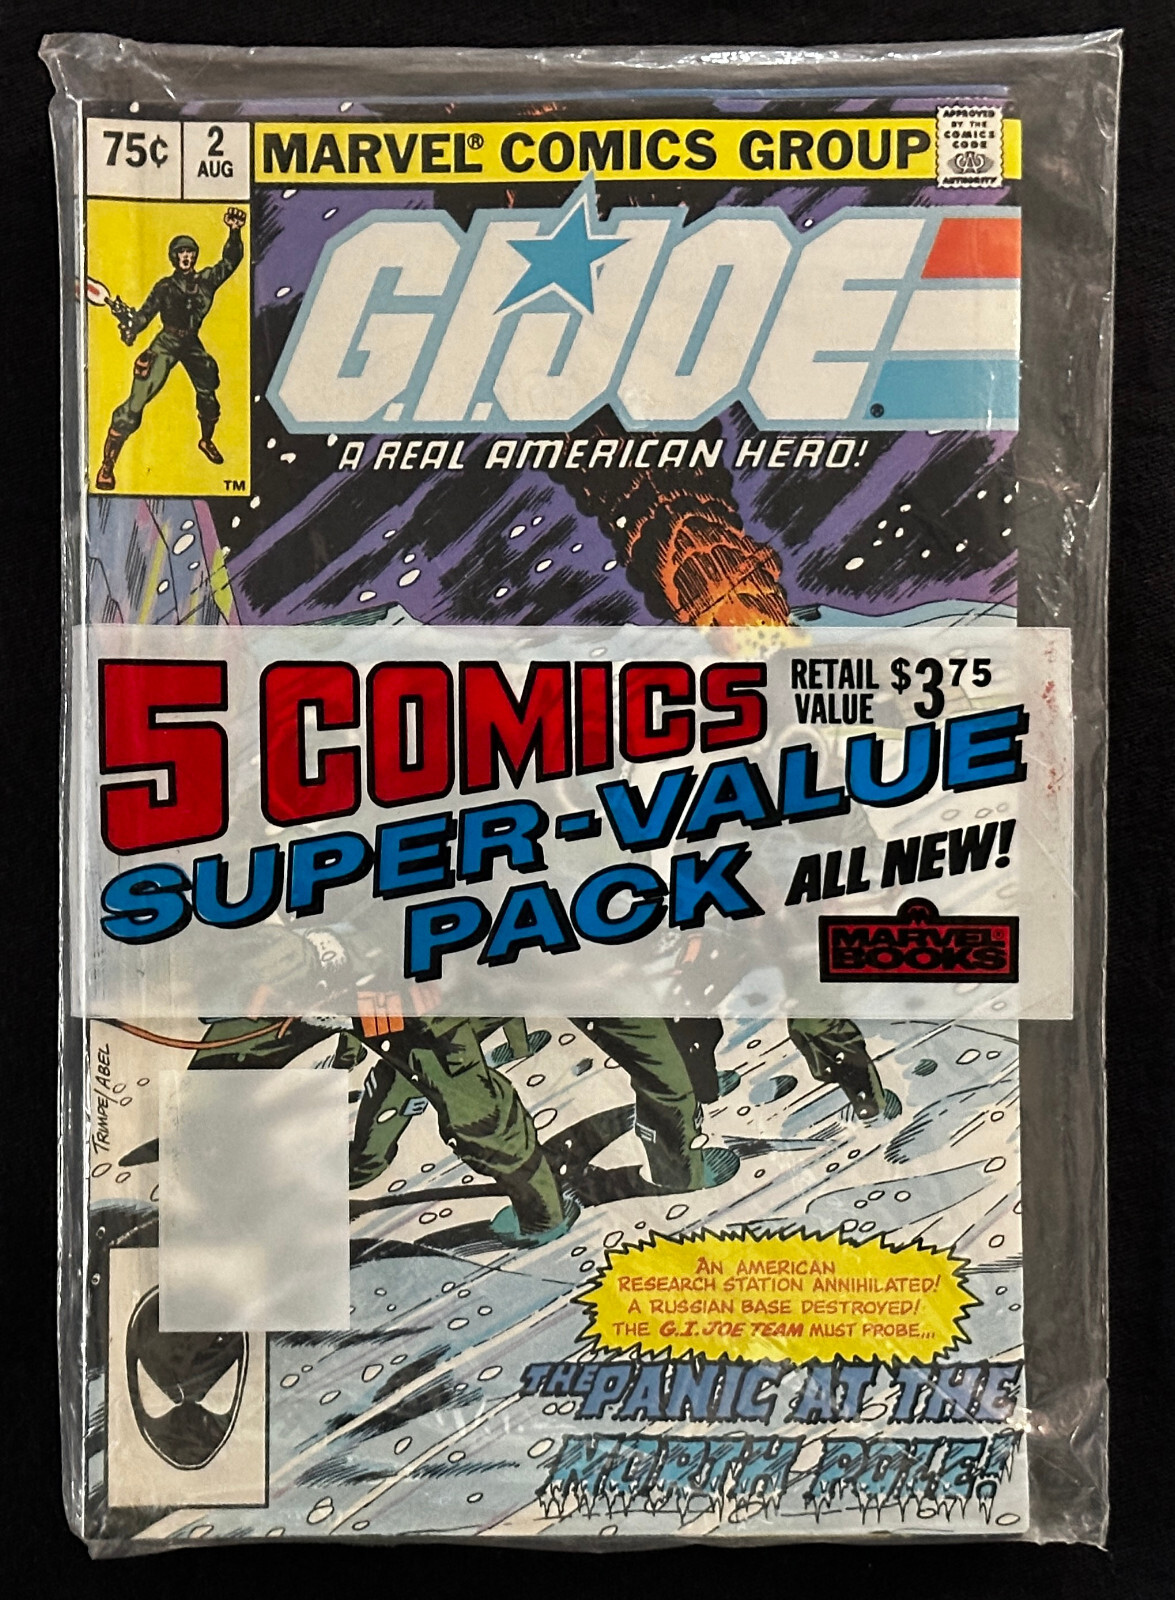 75¢
2
AUG
MARVEL® COMICS GROUP
APPROVED
BY THE
COMICS
CODE
AUTHORITY
G.I. JOE®
A REAL AMERICAN HERO!
TM
5 COMICS
RETAIL
VALUE
$3 75
SUPER-VALUE
PACK
ALL NEW!
MARVEL®
BOOKS
TRIMPE/ABEL
AN AMERICAN
RESEARCH STATION ANNIHILATED!
A RUSSIAN BASE DESTROYED!
THE G.I. JOE TEAM MUST PROBE...
THE PANIC AT THE
NORTH POLE!